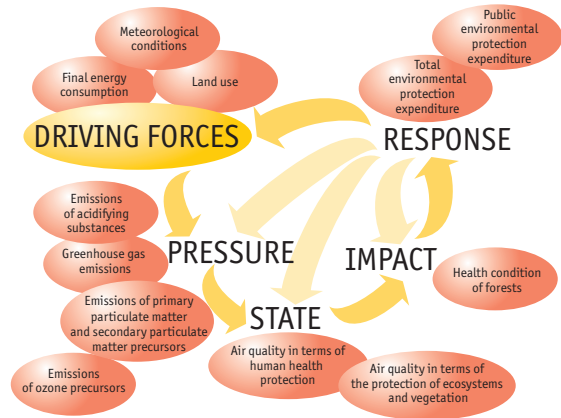 Meteorological
conditions
Final energy
consumption
Land use
DRIVING FORCES
Public
environmental
protection
expenditure
Total
environmental
protection
expenditure
RESPONSE
Emissions
of acidifying
substances
Greenhouse gas
emissions
Emissions of primary
particulate matter
and secondary particulate
matter precursors
Emissions
of ozone precursors
PRESSURE
IMPACT
Health condition
of forests
STATE
Air quality in terms of
human health
protection
Air quality in terms of
the protection of ecosystems
and vegetation